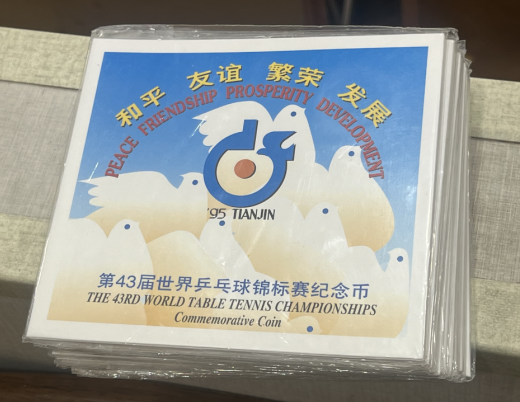 和平 友谊 繁荣 发展
PEACE FRIENDSHIP PROSPERITY DEVELOPMENT
'95 TIANJIN
第43届世界乒乓球锦标赛纪念币
THE 43RD WORLD TABLE TENNIS CHAMPIONSHIPS
Commemorative Coin